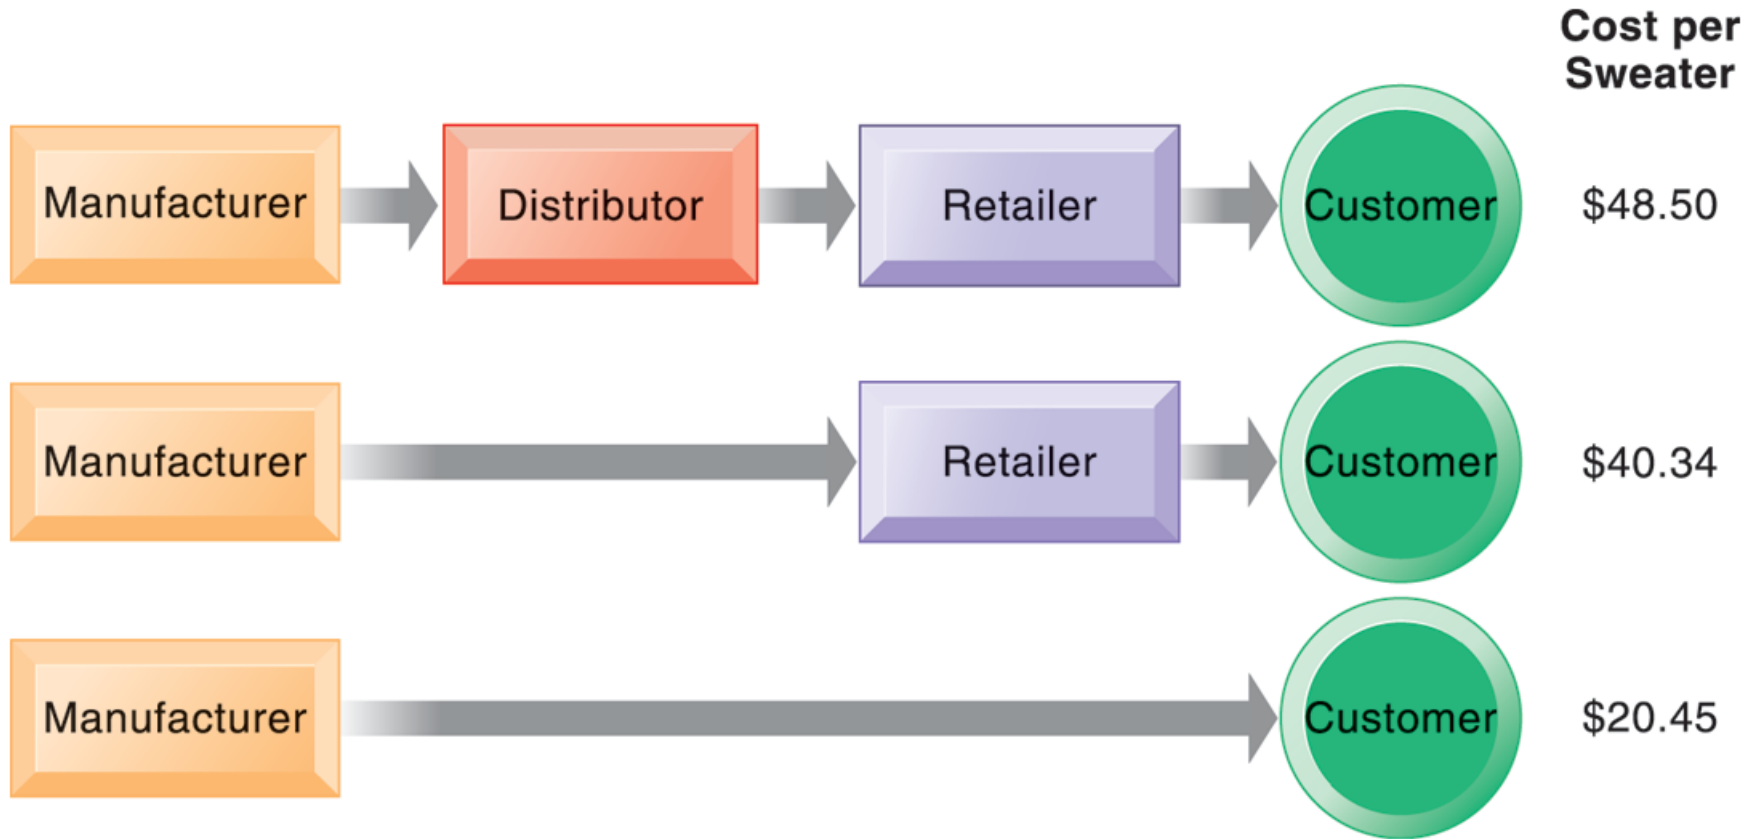 Cost per
Sweater
Manufacturer
Distributor
Retailer
Customer
$48.50
Manufacturer
Retailer
Customer
$40.34
Manufacturer
Customer
$20.45